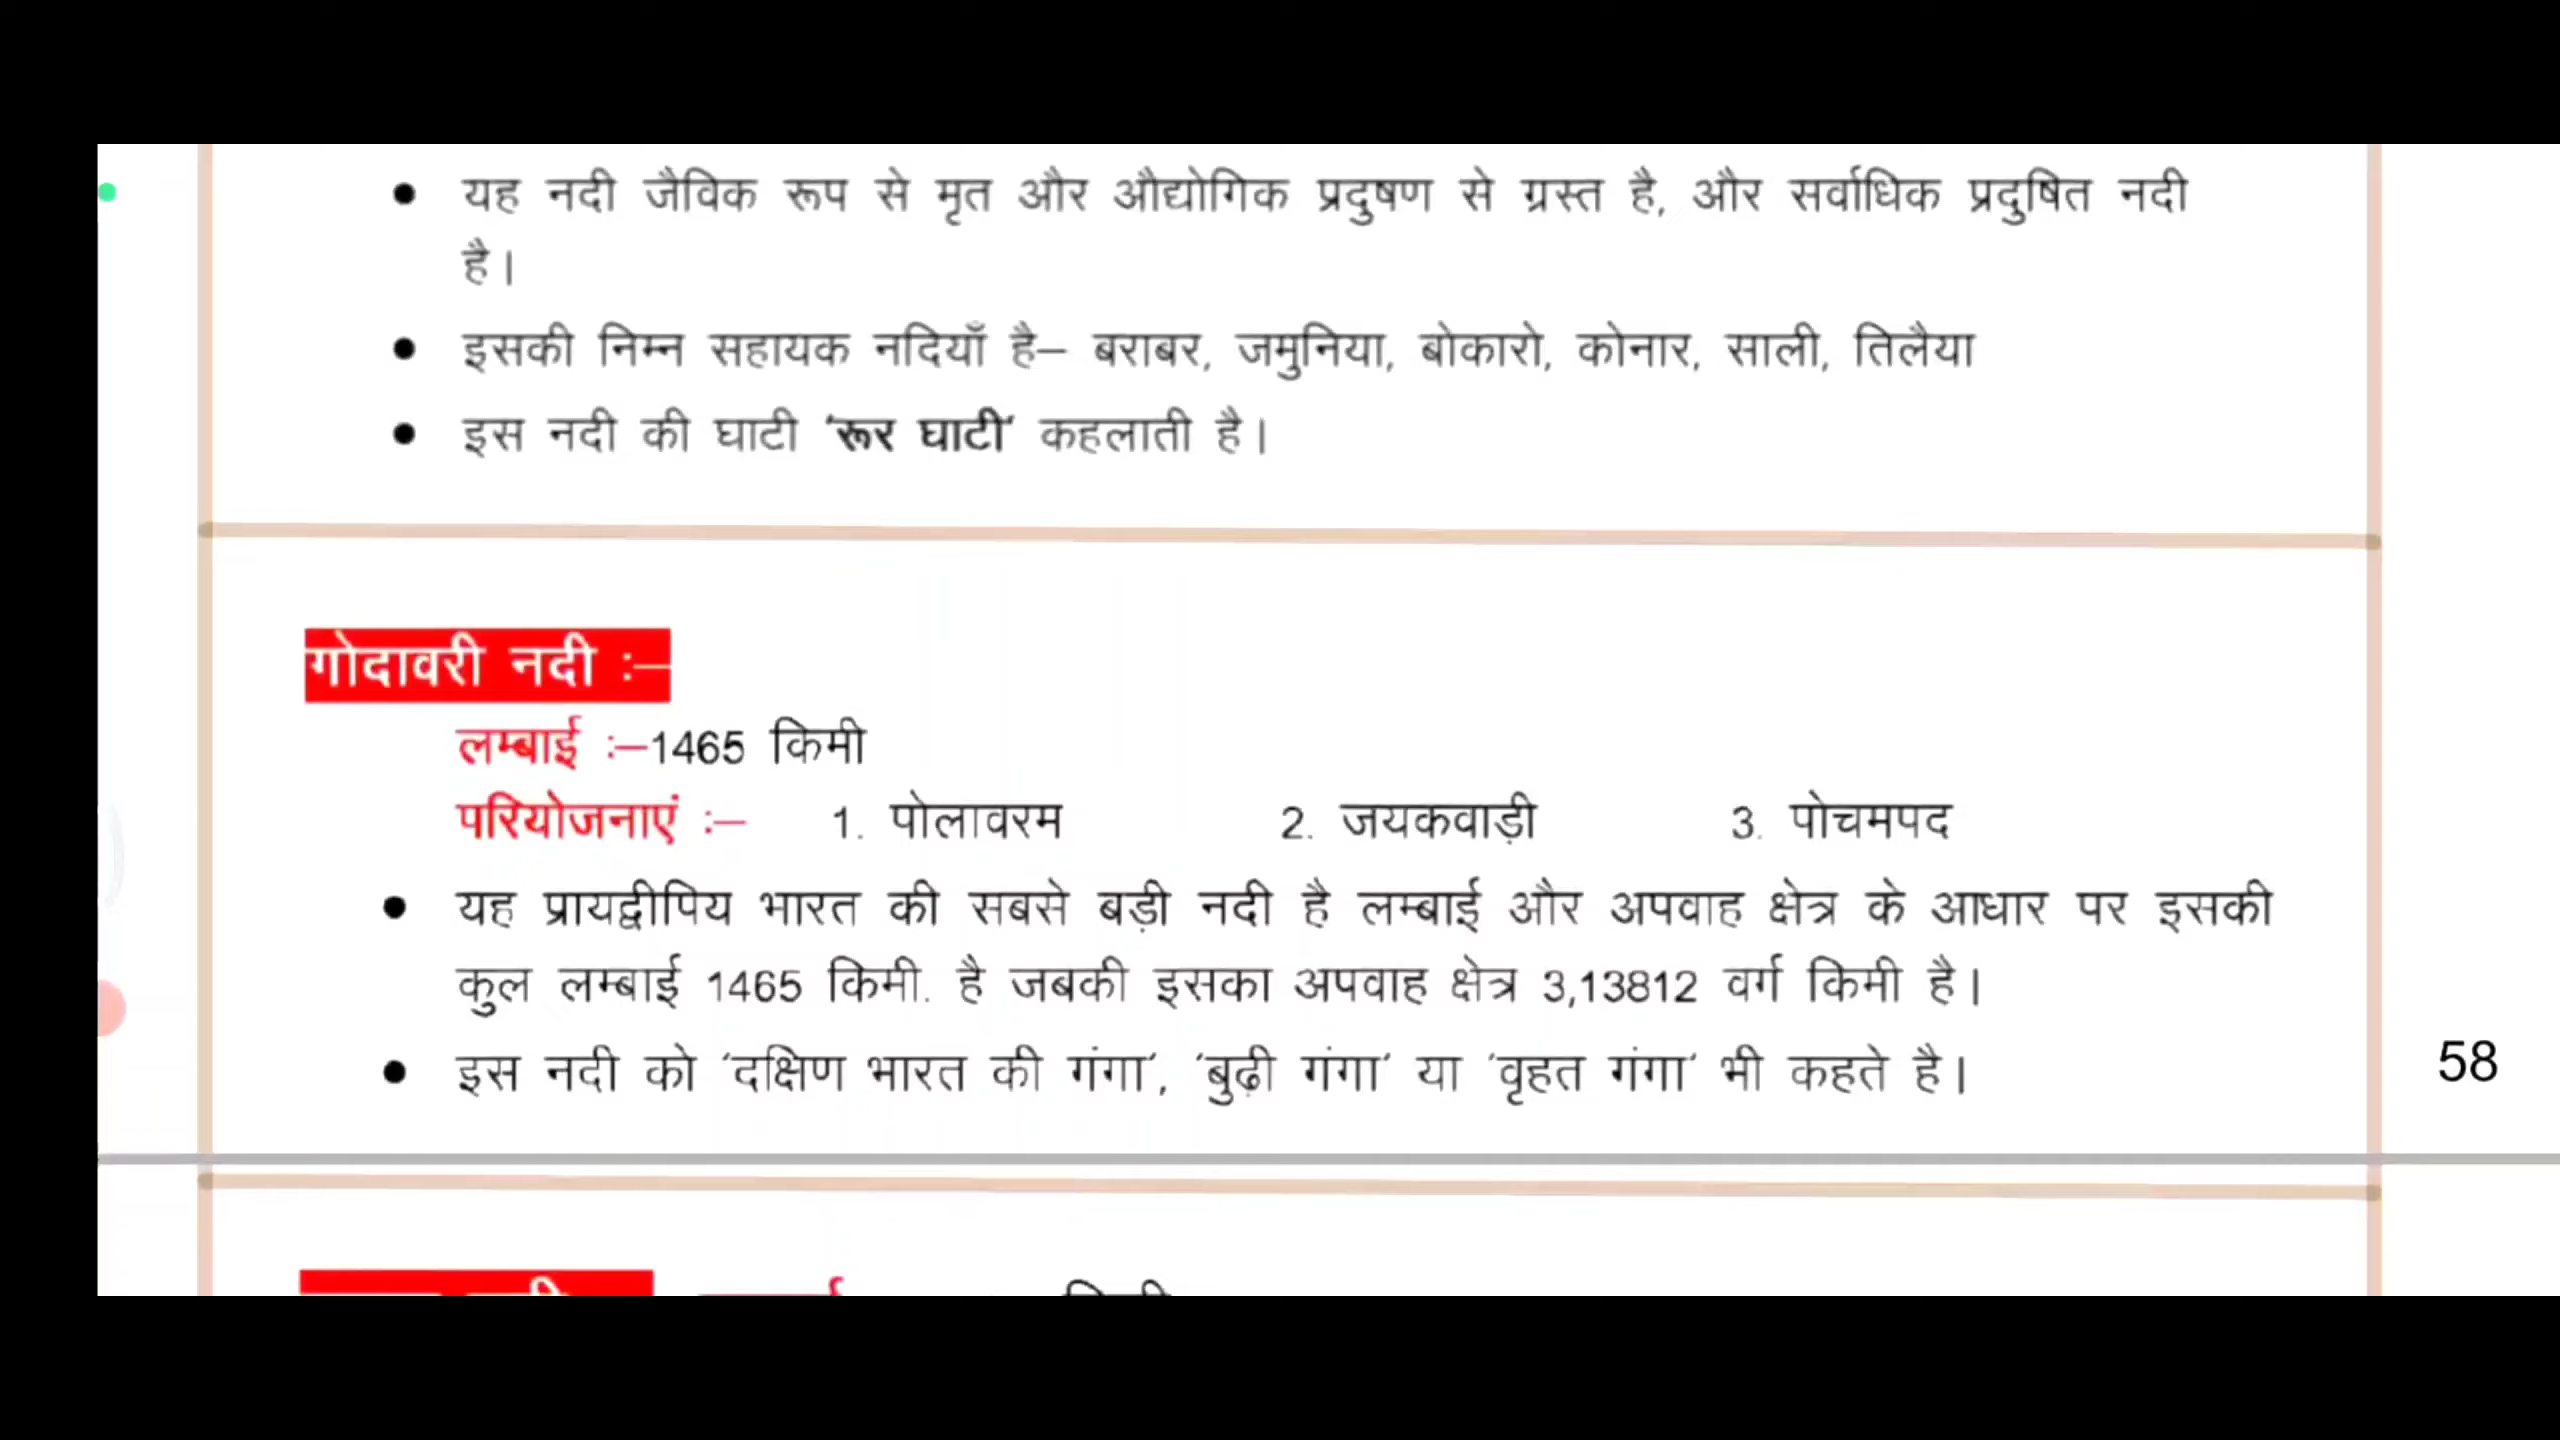 • यह नदी जैविक रूप से मृत और औद्योगिक प्रदुषण से ग्रस्त है, और सर्वाधिक प्रदुषित नदी
है।
• इसकी निम्न सहायक नदियाँ है– बराबर, जमुनिया, बोकारो, कोनार, साली, तिलैया
• इस नदी की घाटी ‘रूर घाटी’ कहलाती है।
गोदावरी नदी :–
लम्बाई :–1465 किमी
परियोजनाएं :– 1. पोलावरम 2. जयकवाड़ी 3. पोचमपद
• यह प्रायद्वीपिय भारत की सबसे बड़ी नदी है लम्बाई और अपवाह क्षेत्र के आधार पर इसकी
कुल लम्बाई 1465 किमी. है जबकी इसका अपवाह क्षेत्र 3,13812 वर्ग किमी है।
• इस नदी को ‘दक्षिण भारत की गंगा’, ‘बुढ़ी गंगा’ या ‘वृहत गंगा’ भी कहते है।
58